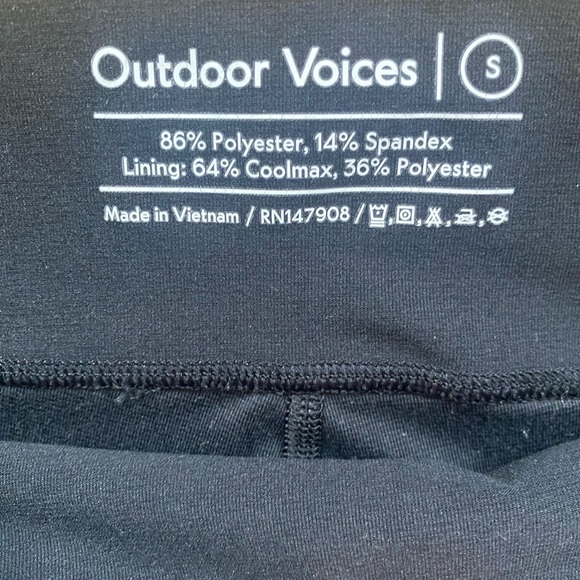 Outdoor Voices | S
86% Polyester, 14% Spandex
Lining: 64% Coolmax, 36% Polyester
Made in Vietnam / RN147908 /